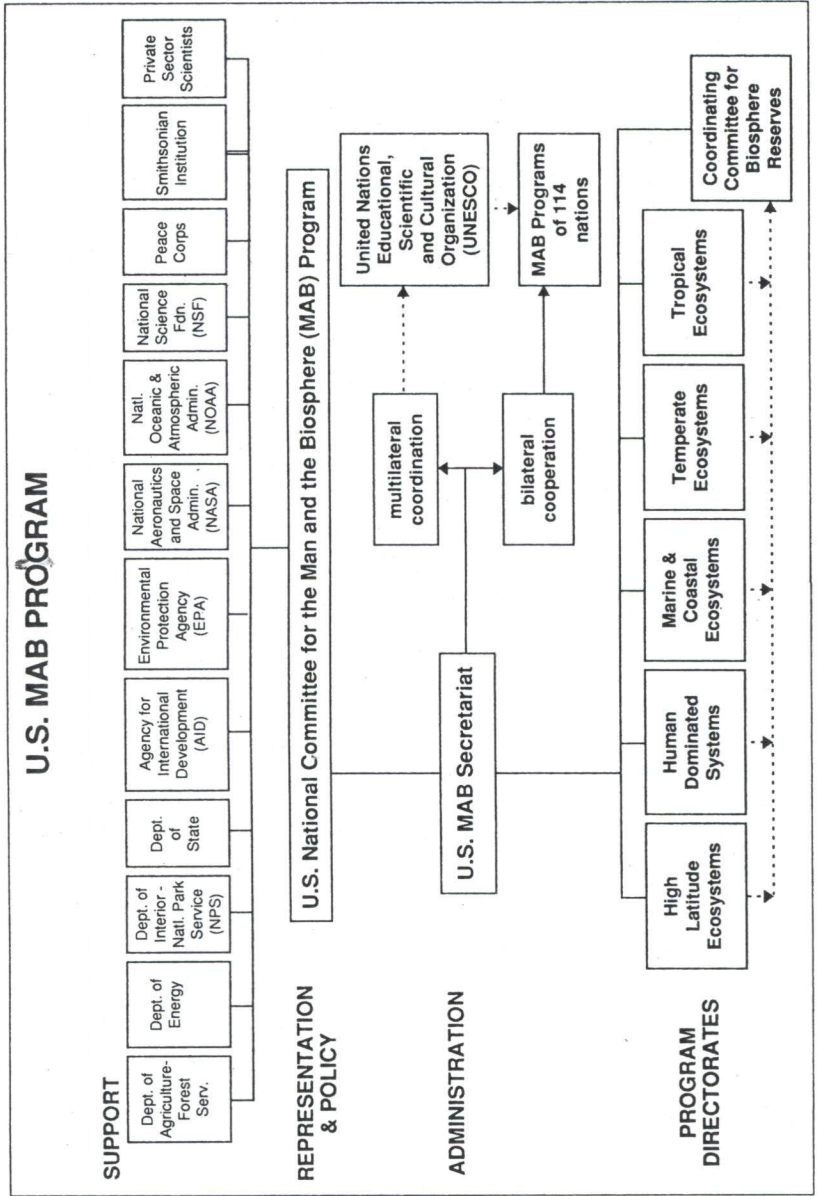 U.S. MAB PROGRAM
SUPPORT
Dept. of
Agriculture-
Forest
Serv.
Dept. of
Energy
Dept. of
Interior -
Natl. Park
Service
(NPS)
Dept. of
State
Agency for
International
Development
(AID)
Environmental
Protection
Agency
(EPA)
National
Aeronautics
and Space
Admin.
(NASA)
Natl.
Oceanic &
Atmospheric
Admin.
(NOAA)
National
Science
Fdn.
(NSF)
Peace
Corps
Smithsonian
Institution
Private
Sector
Scientists
REPRESENTATION
& POLICY
U.S. National Committee for the Man and the Biosphere (MAB) Program
ADMINISTRATION
U.S. MAB Secretariat
multilateral
coordination
United Nations
Educational,
Scientific
and Cultural
Organization
(UNESCO)
bilateral
cooperation
MAB Programs
of 114
nations
PROGRAM
DIRECTORATES
High
Latitude
Ecosystems
Human
Dominated
Systems
Marine &
Coastal
Ecosystems
Temperate
Ecosystems
Tropical
Ecosystems
Coordinating
Committee for
Biosphere
Reserves